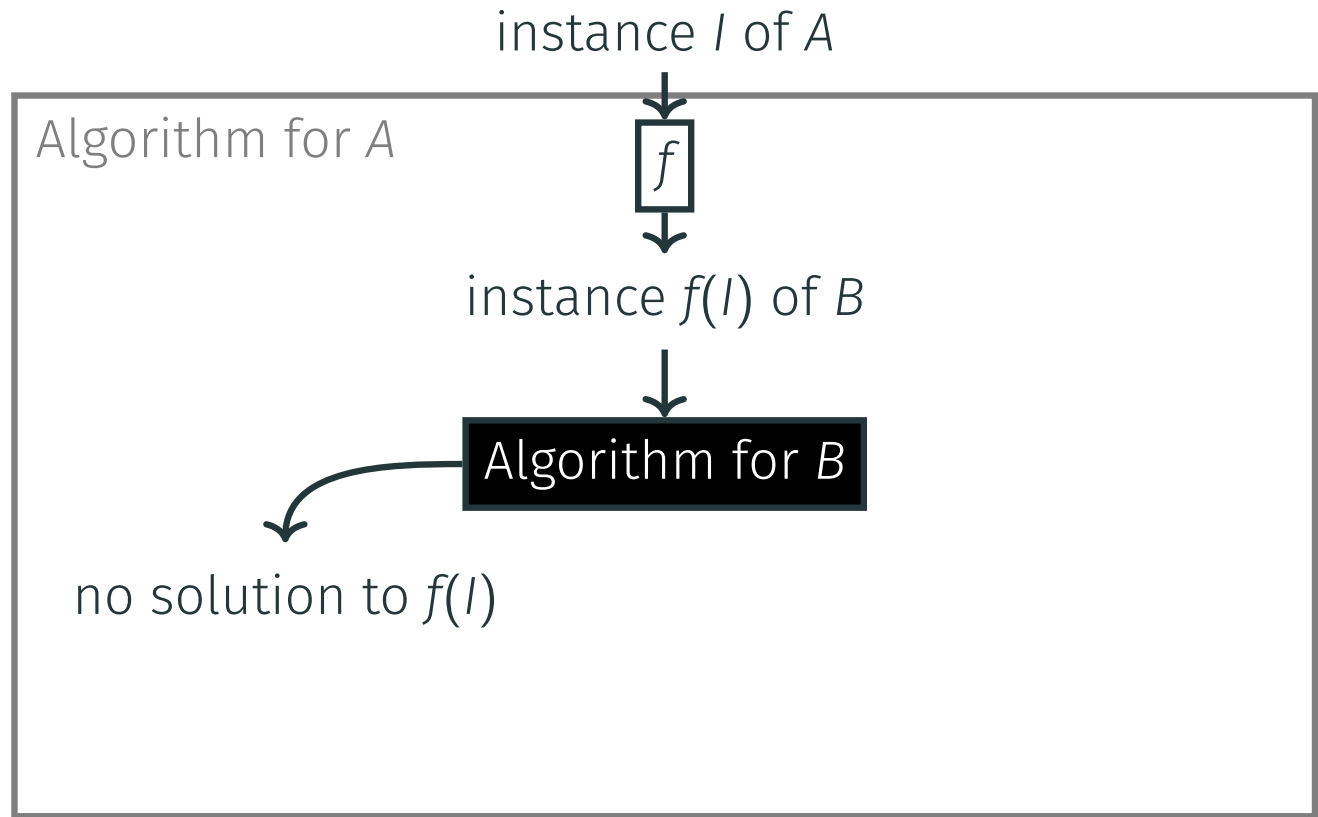 instance I of A
Algorithm for A
f
instance f(I) of B
Algorithm for B
no solution to f(I)